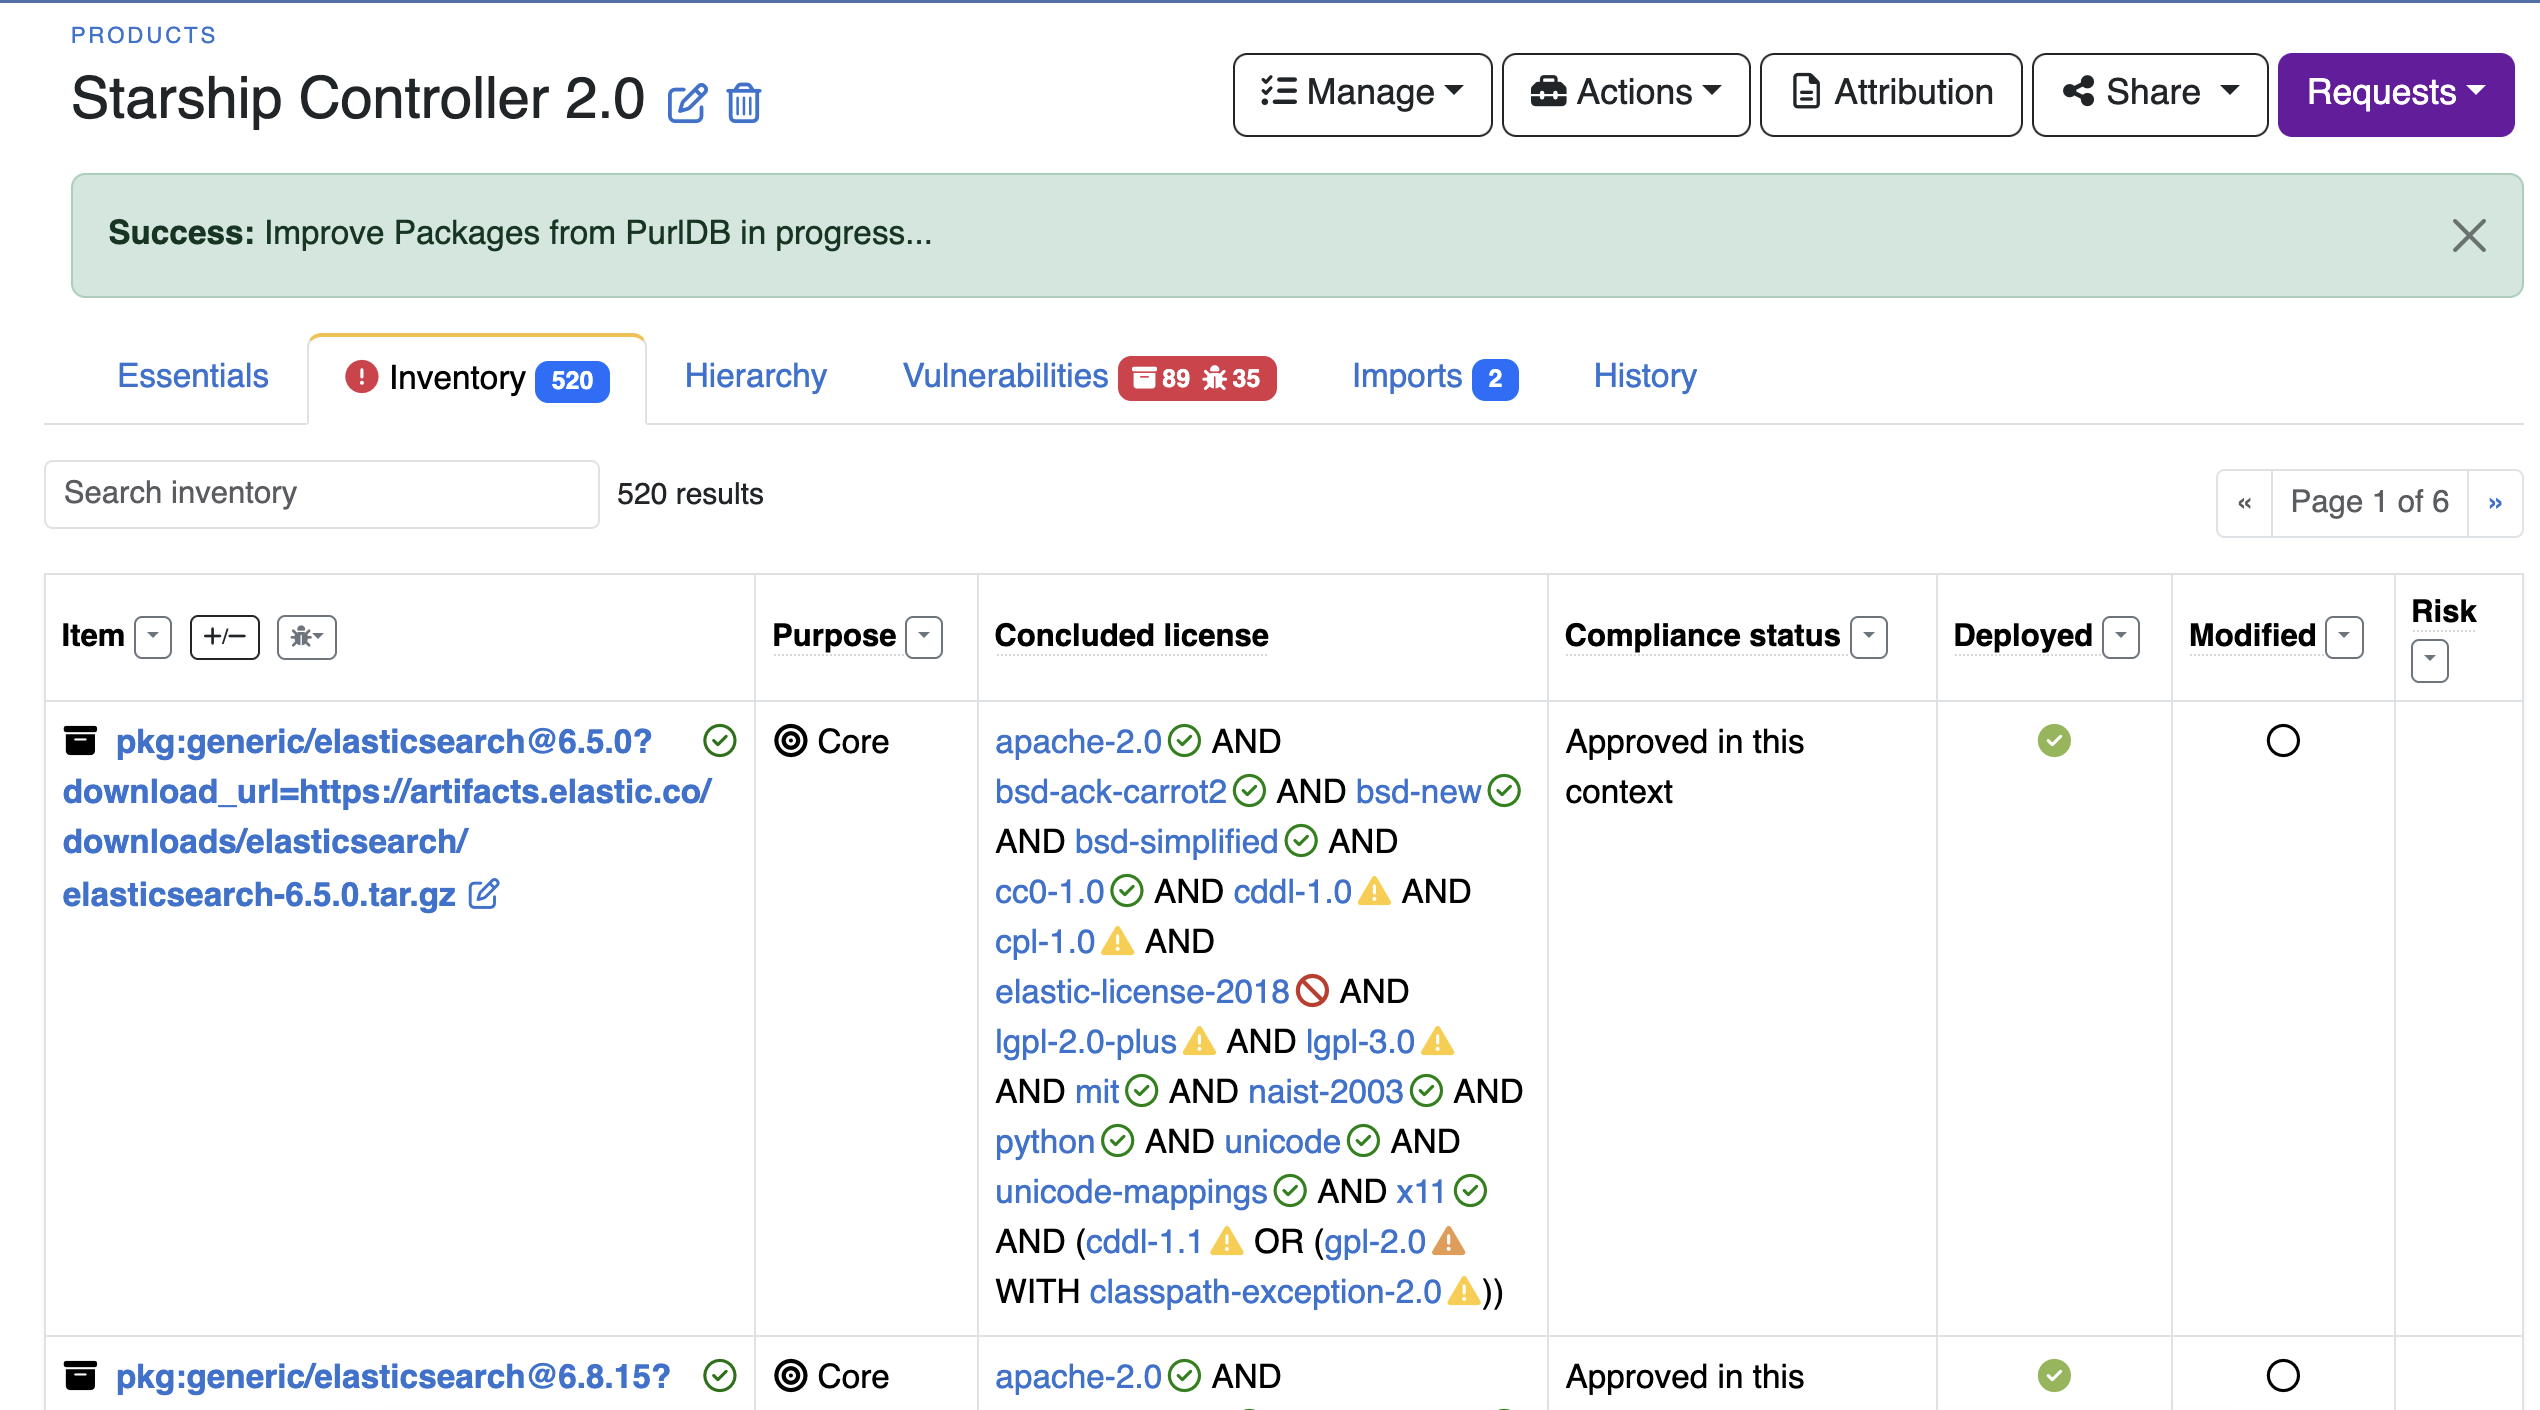 PRODUCTS
Starship Controller 2.0
Manage
Actions
Attribution
Share
Requests
Success: Improve Packages from PurlDB in progress...
Essentials
Inventory 520
Hierarchy
Vulnerabilities 89 35
Imports 2
History
Search inventory
520 results
« Page 1 of 6 »
Item +/−
Purpose
Concluded license
Compliance status
Deployed
Modified
Risk
pkg:generic/elasticsearch@6.5.0?
download_url=https://artifacts.elastic.co/
downloads/elasticsearch/
elasticsearch-6.5.0.tar.gz
Core
apache-2.0 AND
bsd-ack-carrot2 AND bsd-new
AND bsd-simplified AND
cc0-1.0 AND cddl-1.0 AND
cpl-1.0 AND
elastic-license-2018 AND
lgpl-2.0-plus AND lgpl-3.0
AND mit AND naist-2003 AND
python AND unicode AND
unicode-mappings AND x11
AND (cddl-1.1 OR (gpl-2.0
WITH classpath-exception-2.0))
Approved in this
context
pkg:generic/elasticsearch@6.8.15?
Core
apache-2.0 AND
Approved in this